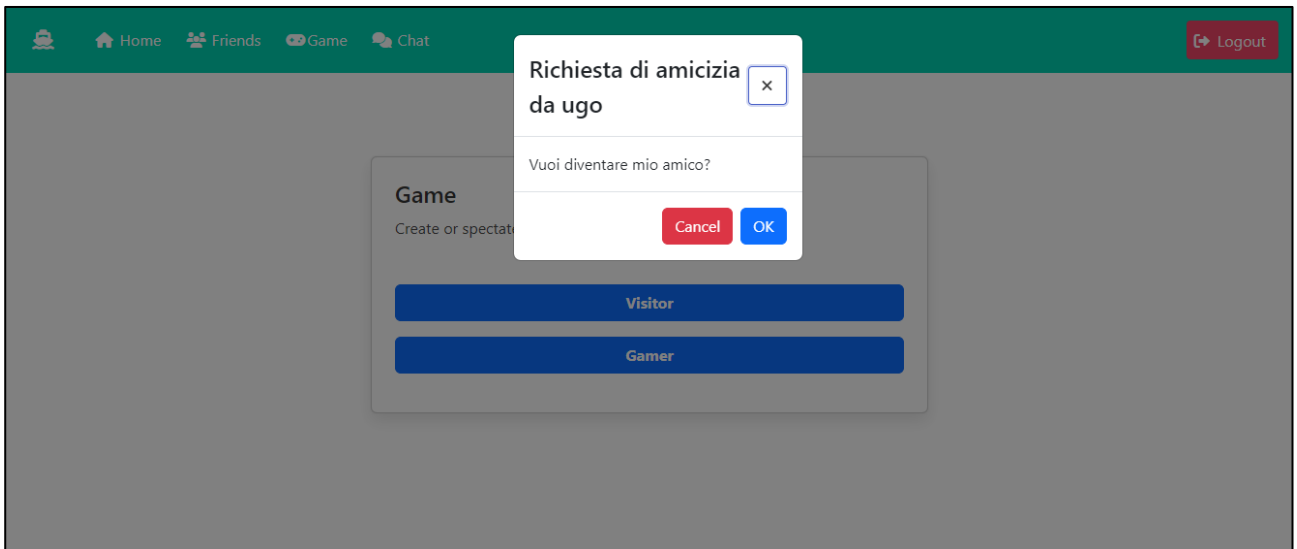 Home Friends Game Chat Logout
Richiesta di amicizia
da ugo
Vuoi diventare mio amico?
Cancel OK
Game
Create or
Visitor
Gamer